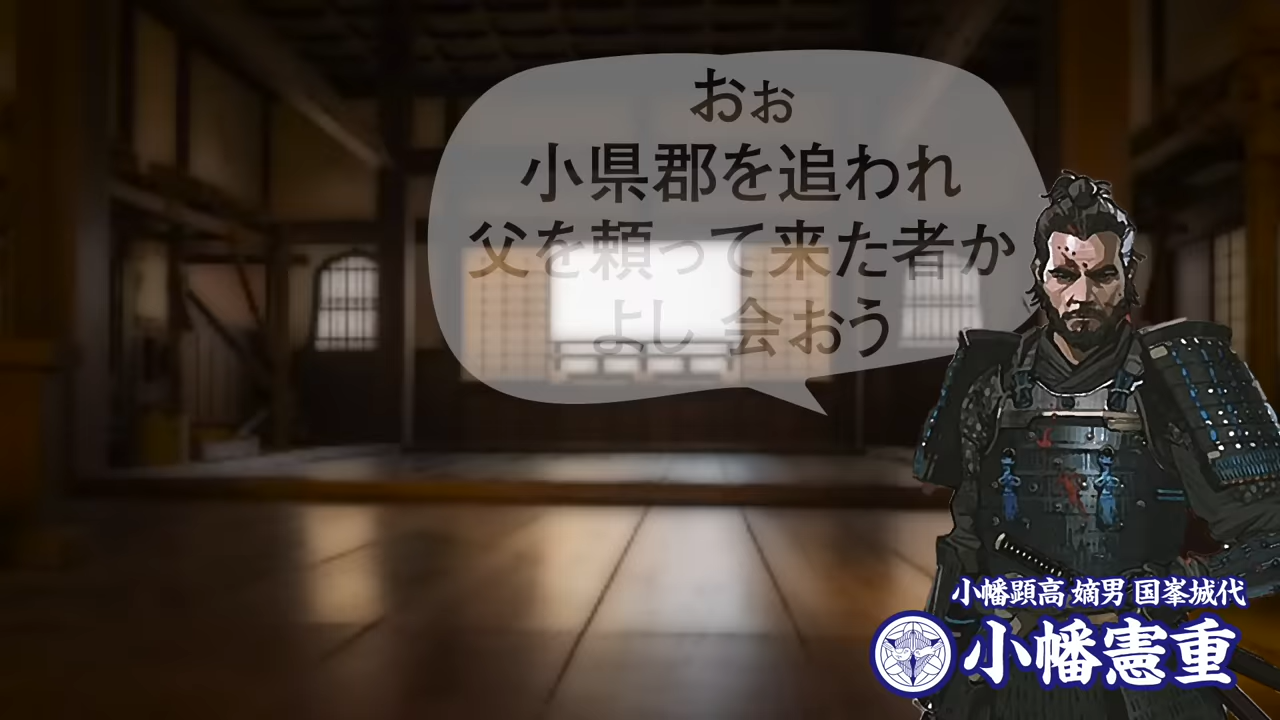 おぉ
小県郡を追われ
父を頼って来た者か
よし 会おう
小幡顕高 嫡男 国峯城代
小幡憲重